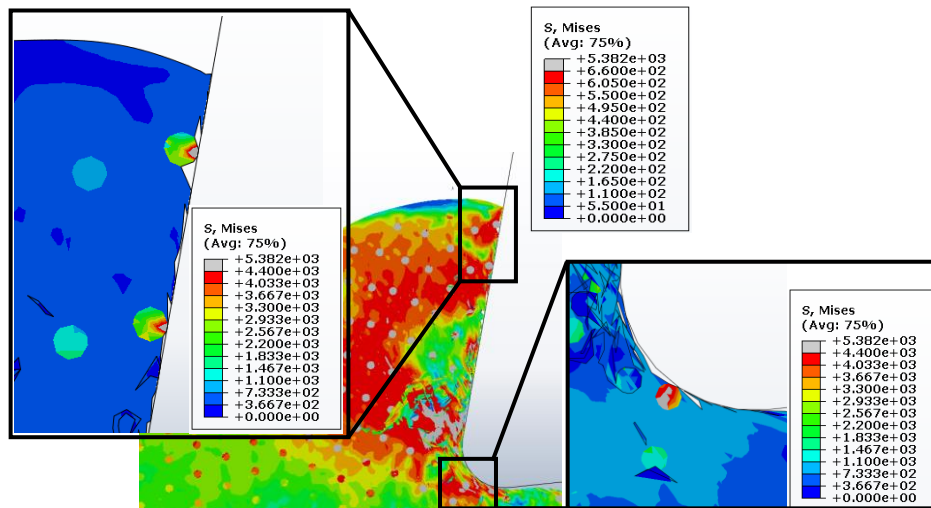 S, Mises
(Avg: 75%)
+5.382e+03
+6.600e+02
+6.050e+02
+5.500e+02
+4.950e+02
+4.400e+02
+3.850e+02
+3.300e+02
+2.750e+02
+2.200e+02
+1.650e+02
+1.100e+02
+5.500e+01
+0.000e+00
S, Mises
(Avg: 75%)
+5.382e+03
+4.400e+03
+4.033e+03
+3.667e+03
+3.300e+03
+2.933e+03
+2.567e+03
+2.200e+03
+1.833e+03
+1.467e+03
+1.100e+03
+7.333e+02
+3.667e+02
+0.000e+00
S, Mises
(Avg: 75%)
+5.382e+03
+4.400e+03
+4.033e+03
+3.667e+03
+3.300e+03
+2.933e+03
+2.567e+03
+2.200e+03
+1.833e+03
+1.467e+03
+1.100e+03
+7.333e+02
+3.667e+02
+0.000e+00